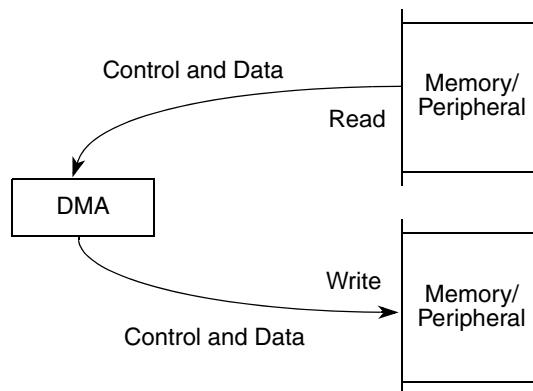 Control and Data
Memory/
Peripheral
Read
DMA
Write
Memory/
Peripheral
Control and Data